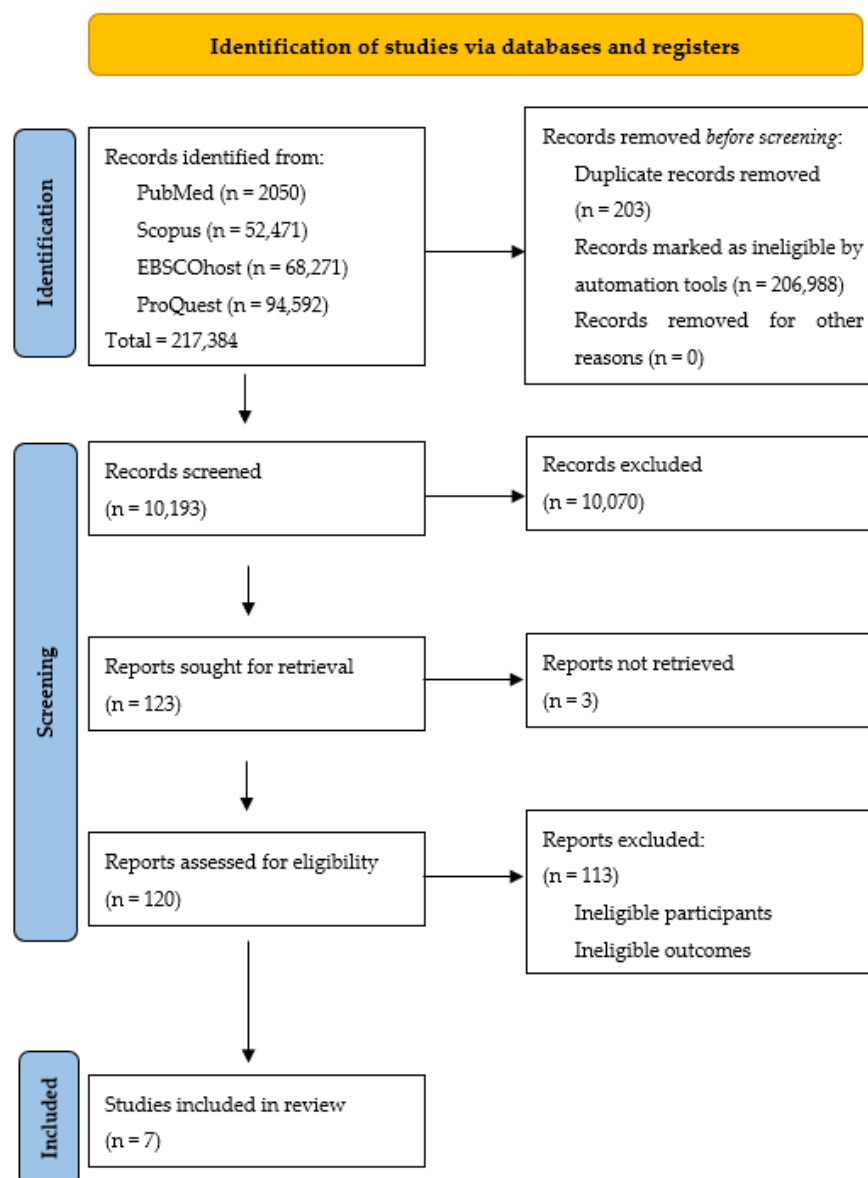 Identification of studies via databases and registers
Identification
Records identified from:
PubMed (n = 2050)
Scopus (n = 52,471)
EBSCOhost (n = 68,271)
ProQuest (n = 94,592)
Total = 217,384
Records removed before screening:
Duplicate records removed
(n = 203)
Records marked as ineligible by
automation tools (n = 206,988)
Records removed for other
reasons (n = 0)
Screening
Records screened
(n = 10,193)
Records excluded
(n = 10,070)
Reports sought for retrieval
(n = 123)
Reports not retrieved
(n = 3)
Reports assessed for eligibility
(n = 120)
Reports excluded:
(n = 113)
Ineligible participants
Ineligible outcomes
Included
Studies included in review
(n = 7)